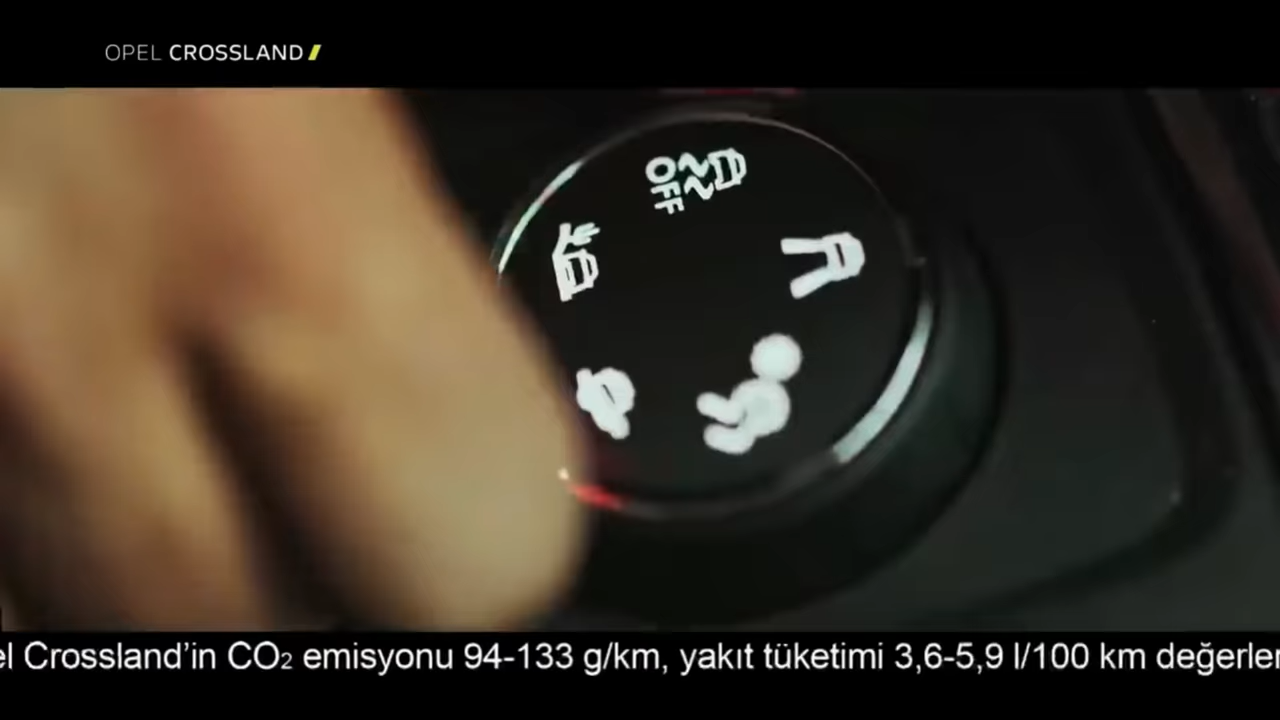 OPEL CROSSLAND
OFF
el Crossland’in CO₂ emisyonu 94-133 g/km, yakıt tüketimi 3,6-5,9 l/100 km değerler